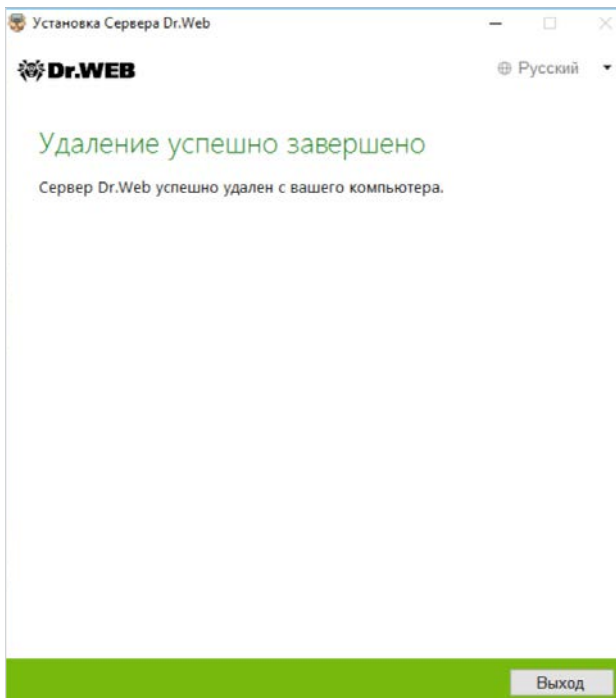 Установка Сервера Dr.Web
Dr.WEB
Русский
Удаление успешно завершено
Сервер Dr.Web успешно удален с вашего компьютера.
Выход